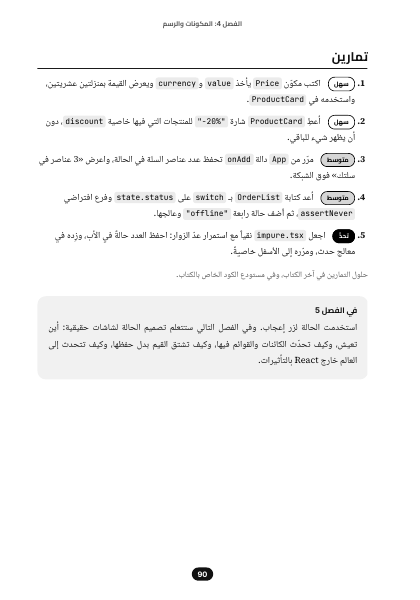 الفصل 4: المكونات والرسم
تمارين
1. سهل اكتب مكوّن Price يأخذ value و currency ويعرض القيمة بمنزلتين عشريتين،
واستخدمه في ProductCard.
2. سهل أعطِ ProductCard شارة "-20%" للمنتجات التي فيها خاصية discount، دون
أن يظهر شيء للباقي.
3. متوسط مرّر من App دالة onAdd تحفظ عدد عناصر السلة في الحالة، واعرض «3 عناصر في
سلتك» فوق الشبكة.
4. متوسط أعد كتابة OrderList بـ switch على state.status وفرع افتراضي
assertNever، ثم أضف حالة رابعة "offline" وعالجها.
5. تحدٍّ اجعل impure.tsx نقياً مع استمرار عدّ الزوار: احفظ العدد حالةً في الأب، وزده في
معالج حدث، ومرّره إلى الأسفل خاصيةً.
حلول التمارين في آخر الكتاب، وفي مستودع الكود الخاص بالكتاب.
في الفصل 5
استخدمت الحالة لزر إعجاب. وفي الفصل التالي ستتعلم تصميم الحالة لشاشات حقيقية: أين
تعيش، وكيف تحدّث الكائنات والقوائم فيها، وكيف تشتق القيم بدل حفظها، وكيف تتحدث إلى
العالم خارج React بالتأثيرات.
90